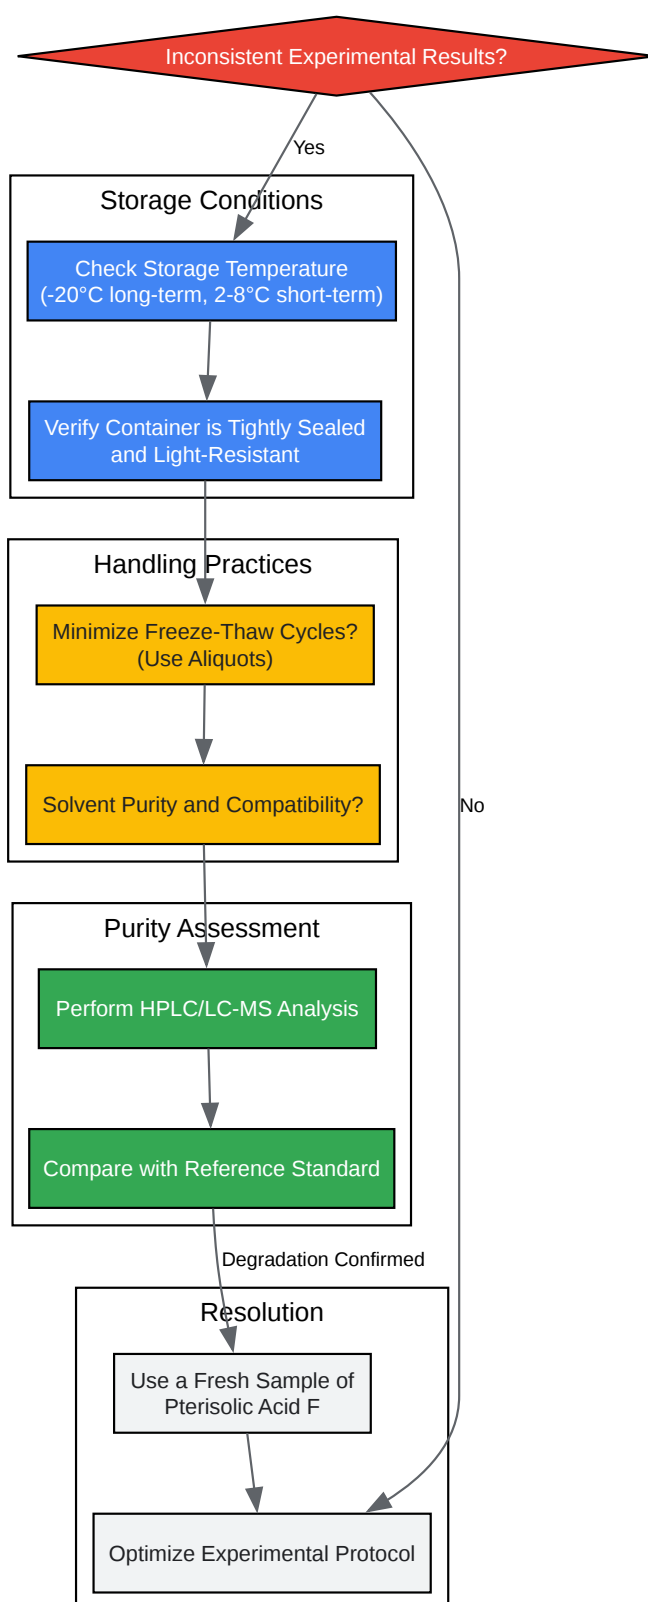 Inconsistent Experimental Results?
Yes
Storage Conditions
Check Storage Temperature
(-20°C long-term, 2-8°C short-term)
Verify Container is Tightly Sealed
and Light-Resistant
Handling Practices
Minimize Freeze-Thaw Cycles?
(Use Aliquots)
Solvent Purity and Compatibility?
No
Purity Assessment
Perform HPLC/LC-MS Analysis
Compare with Reference Standard
Degradation Confirmed
Resolution
Use a Fresh Sample of
Pterisolic Acid F
Optimize Experimental Protocol